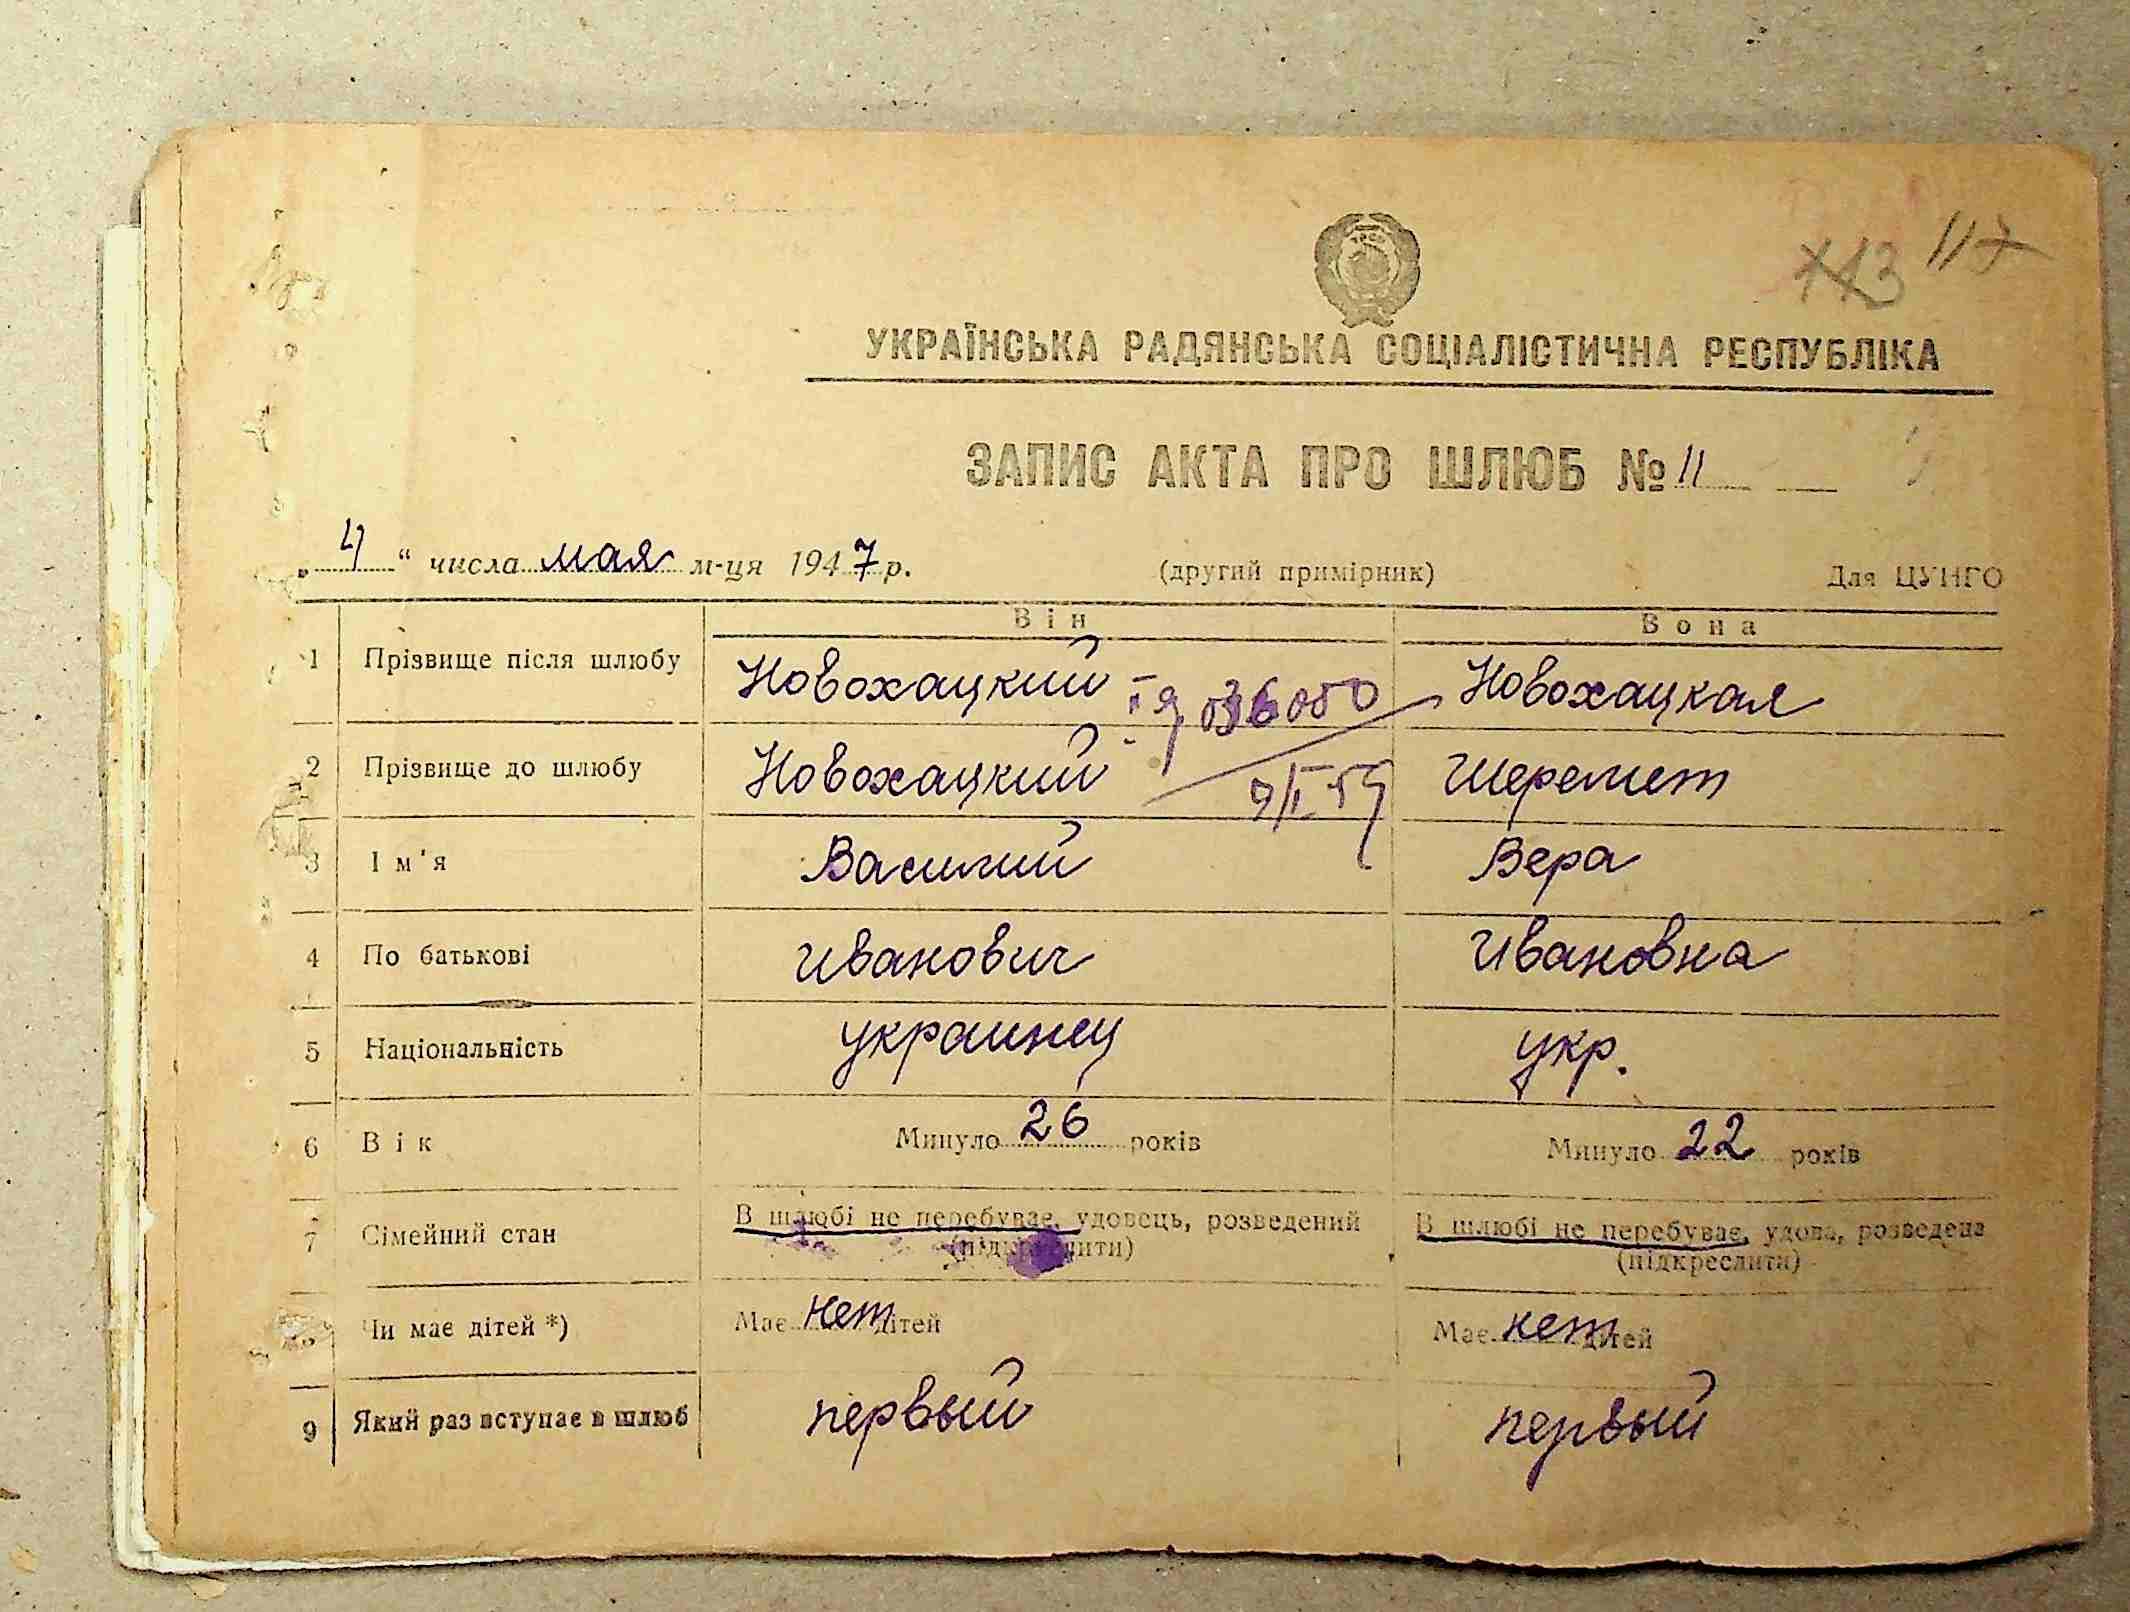 113 117
УКРАЇНСЬКА РАДЯНСЬКА СОЦІАЛІСТИЧНА РЕСПУБЛІКА
ЗАПИС АКТА ПРО ШЛЮБ № 11
„ 4 “ числа мая м-ця 1947 р. (другий примірник) Для ЦУНГО
Він Вона
1 Прізвище після шлюбу Новохацкий Новохацкая
036050
2 Прізвище до шлюбу Новохацкий Шеремет
3 Ім'я Василий Вера
4 По батькові Иванович Ивановна
5 Національність украинец укр.
6 Вік Минуло 26 років Минуло 22 років
7 Сімейний стан В шлюбі не перебуває, удовець, розведений В шлюбі не перебуває, удова, розведена
(підкреслити) (підкреслити)
Чи має дітей *) Має нет дітей Має нет дітей
9 Який раз вступає в шлюб первый первый